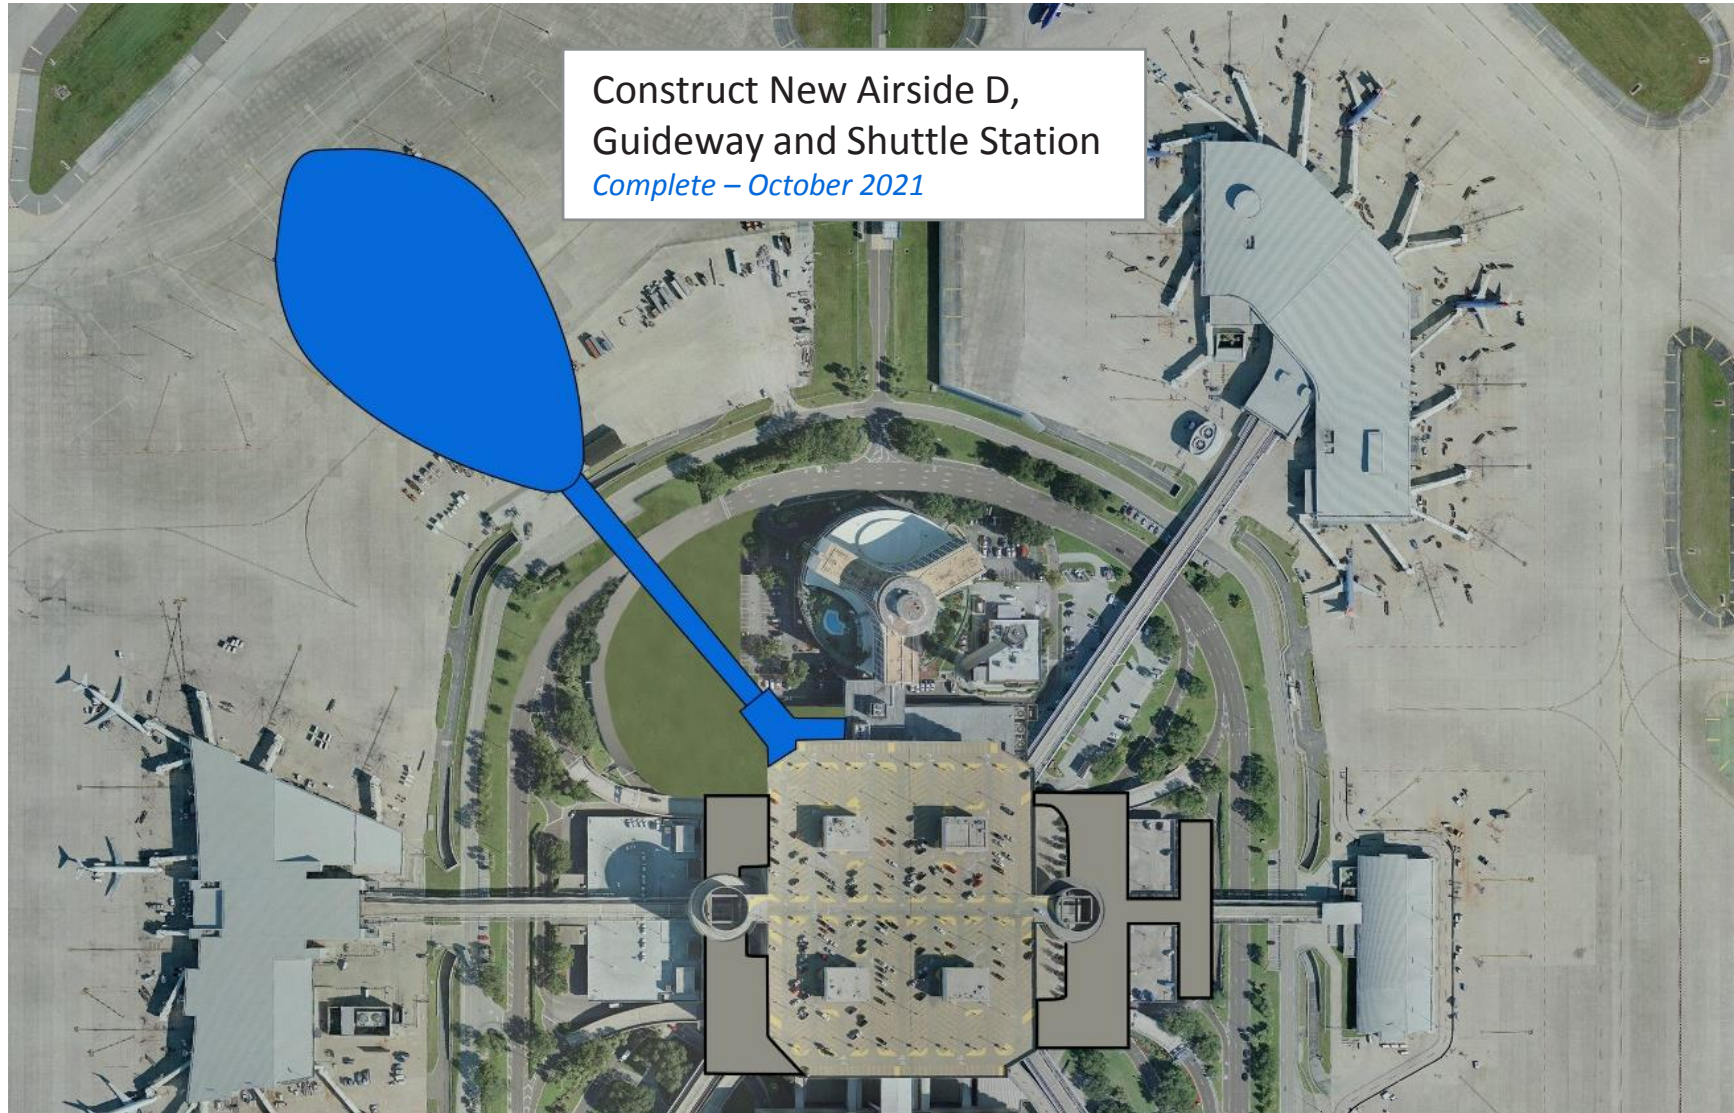 Construct New Airside D,
Guideway and Shuttle Station
Complete – October 2021